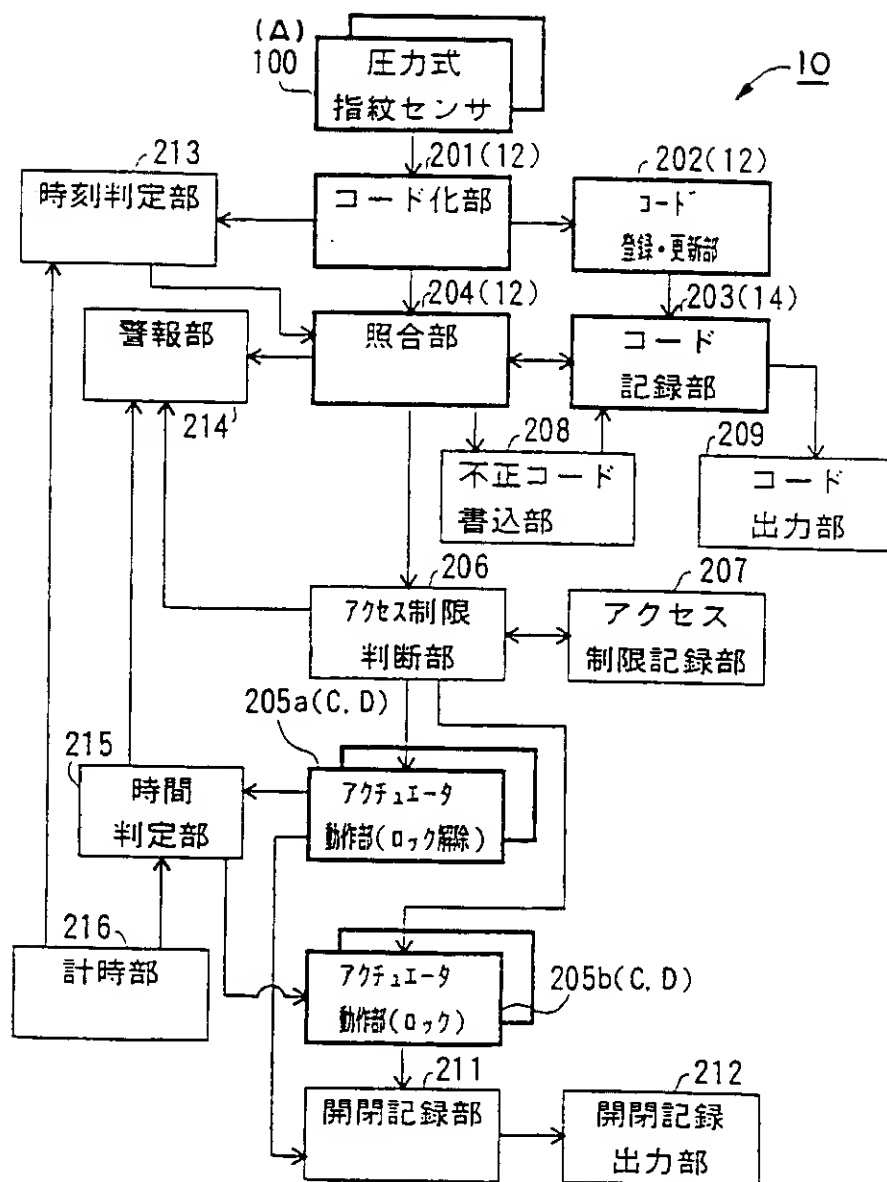 (A)
100
圧力式
指紋センサ
10
213
時刻判定部
201(12)
コード化部
202(12)
コード
登録・更新部
警報部
214
204(12)
照合部
203(14)
コード
記録部
208
不正コード
書込部
209
コード
出力部
206
アクセス制限
判断部
207
アクセス
制限記録部
205a(C,D)
アクチュエータ
動作部(ロック解除)
215
時間
判定部
216
計時部
アクチュエータ
動作部(ロック)
205b(C,D)
211
開閉記録部
212
開閉記録
出力部